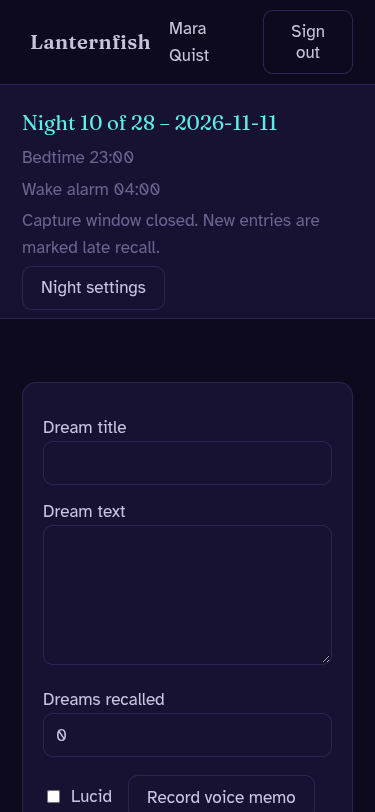 Lanternfish
Mara
Quist
Sign
out
Night 10 of 28 – 2026-11-11
Bedtime 23:00
Wake alarm 04:00
Capture window closed. New entries are
marked late recall.
Night settings
Dream title
Dream text
Dreams recalled
0
Lucid
Record voice memo